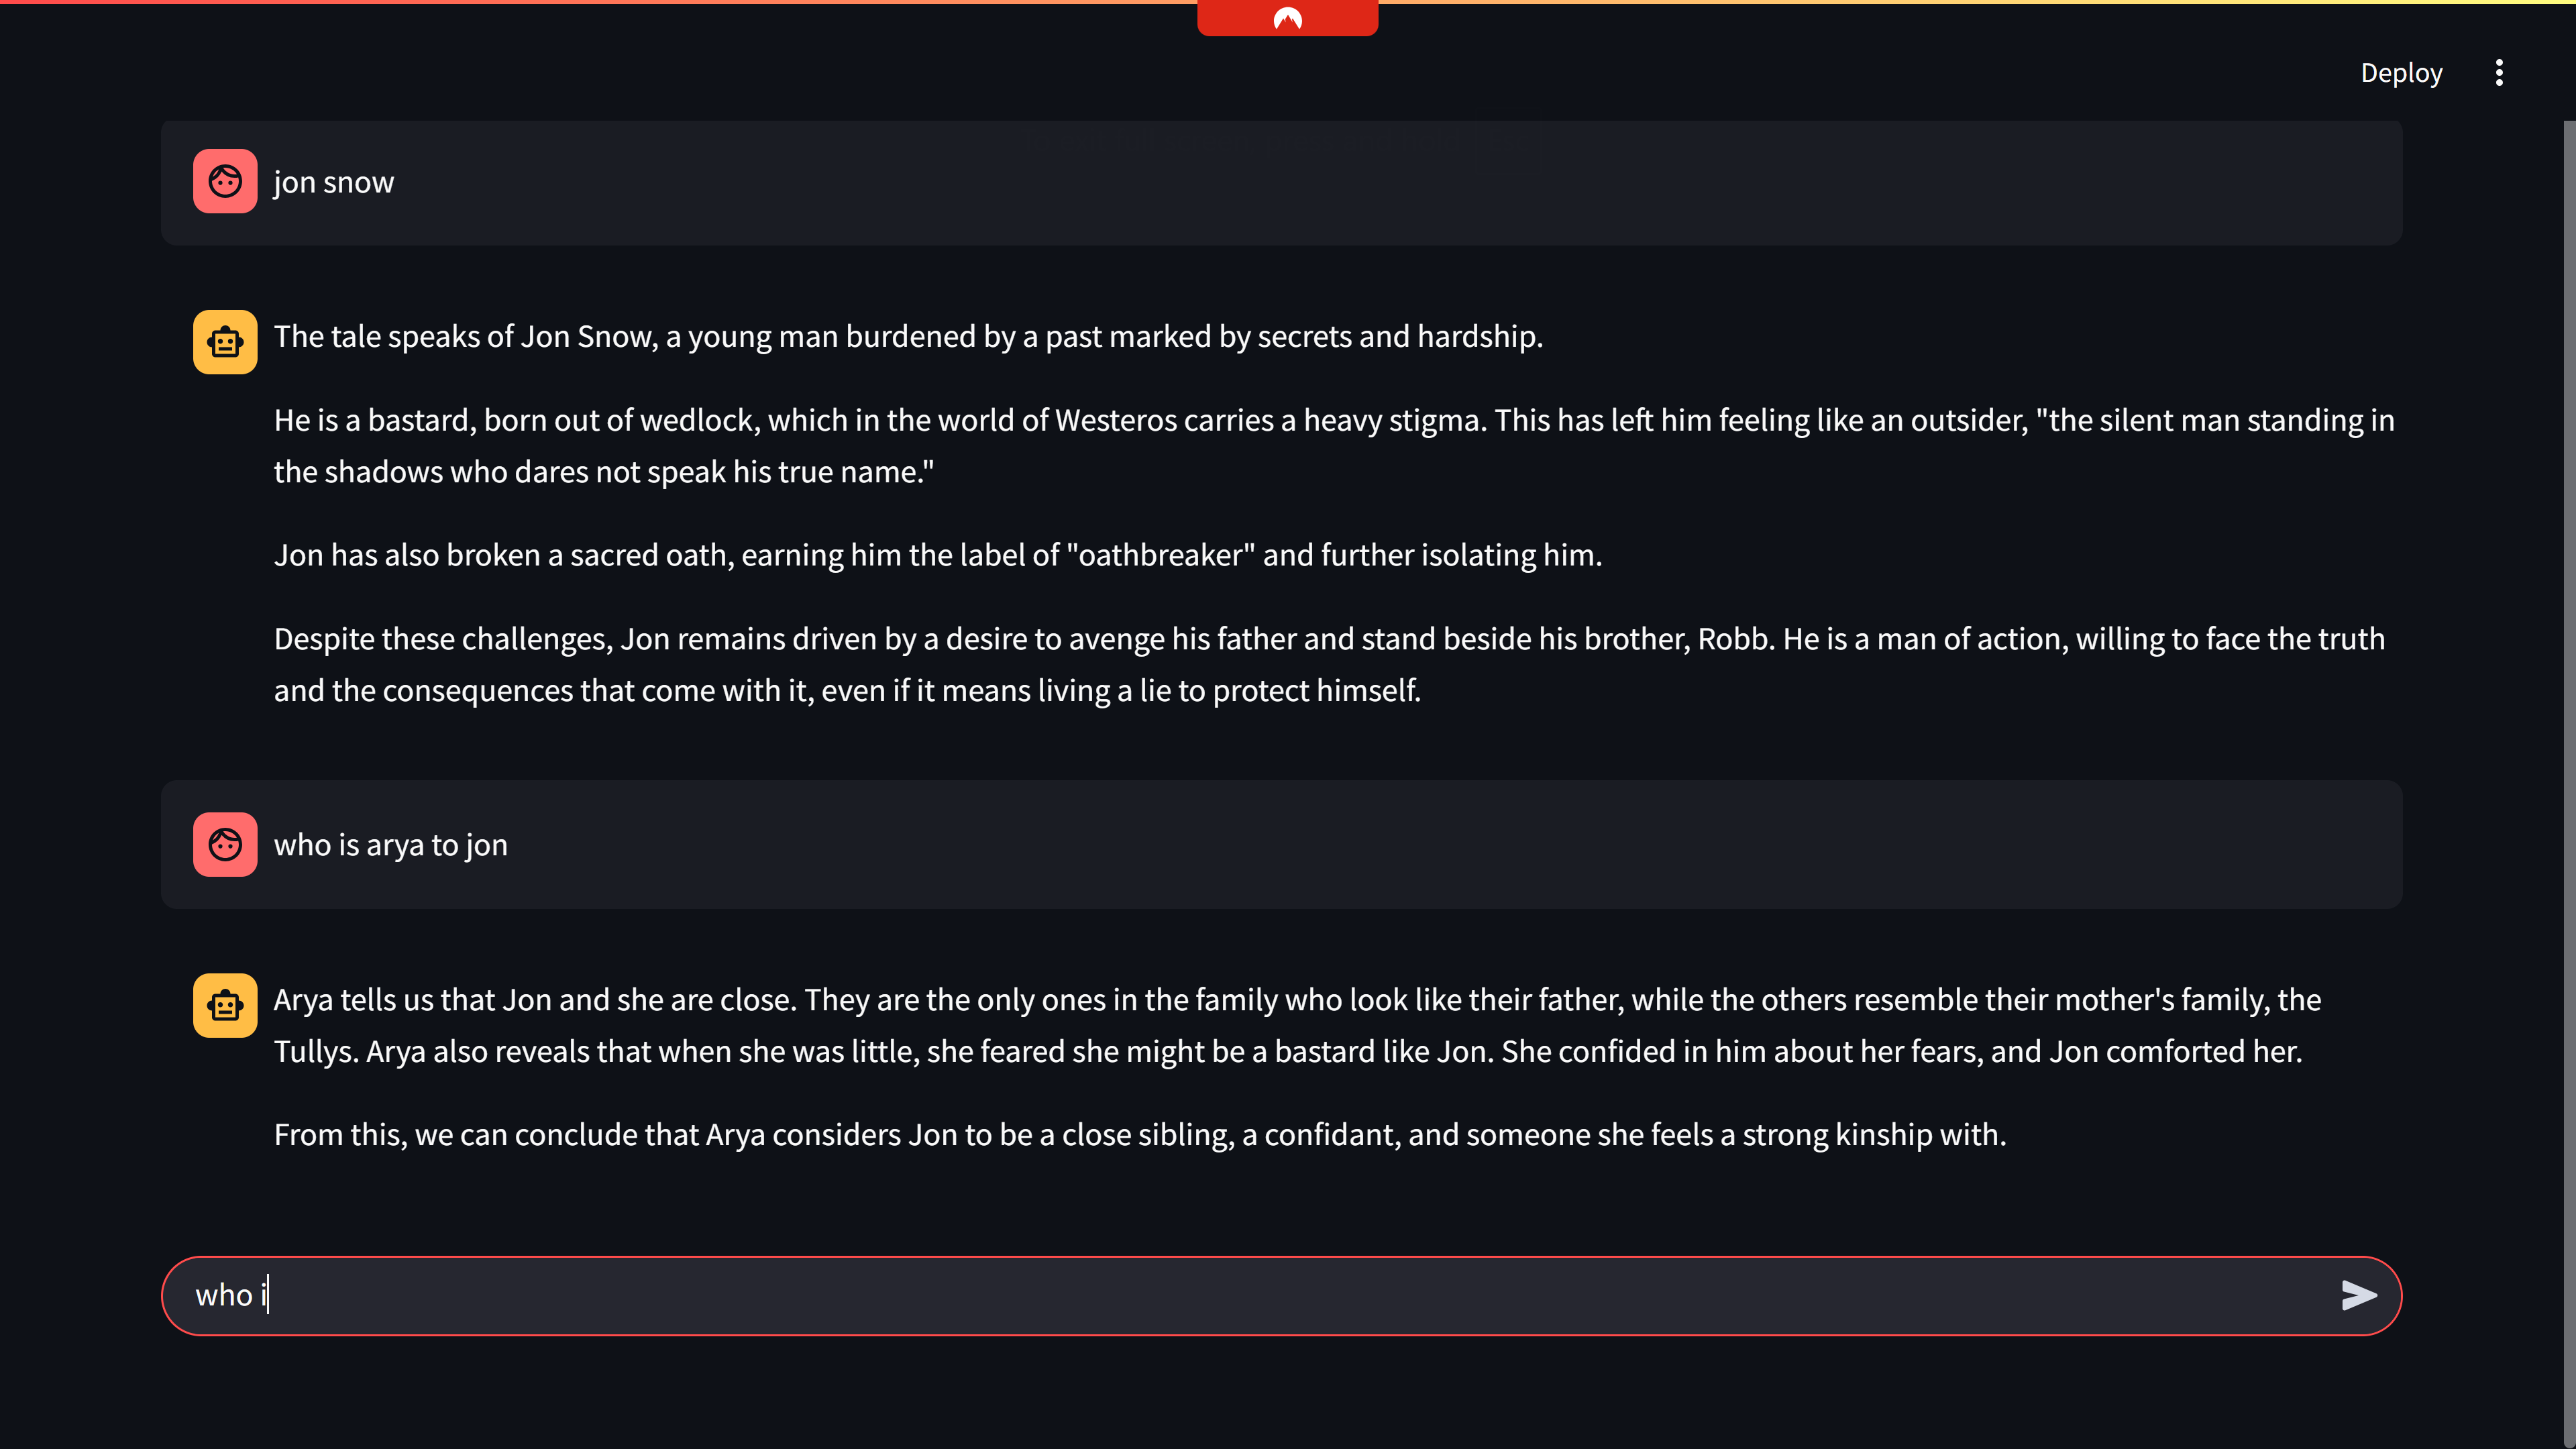 Deploy
jon snow
The tale speaks of Jon Snow, a young man burdened by a past marked by secrets and hardship.
He is a bastard, born out of wedlock, which in the world of Westeros carries a heavy stigma. This has left him feeling like an outsider, "the silent man standing in
the shadows who dares not speak his true name."
Jon has also broken a sacred oath, earning him the label of "oathbreaker" and further isolating him.
Despite these challenges, Jon remains driven by a desire to avenge his father and stand beside his brother, Robb. He is a man of action, willing to face the truth
and the consequences that come with it, even if it means living a lie to protect himself.
who is arya to jon
Arya tells us that Jon and she are close. They are the only ones in the family who look like their father, while the others resemble their mother's family, the
Tullys. Arya also reveals that when she was little, she feared she might be a bastard like Jon. She confided in him about her fears, and Jon comforted her.
From this, we can conclude that Arya considers Jon to be a close sibling, a confidant, and someone she feels a strong kinship with.
who i